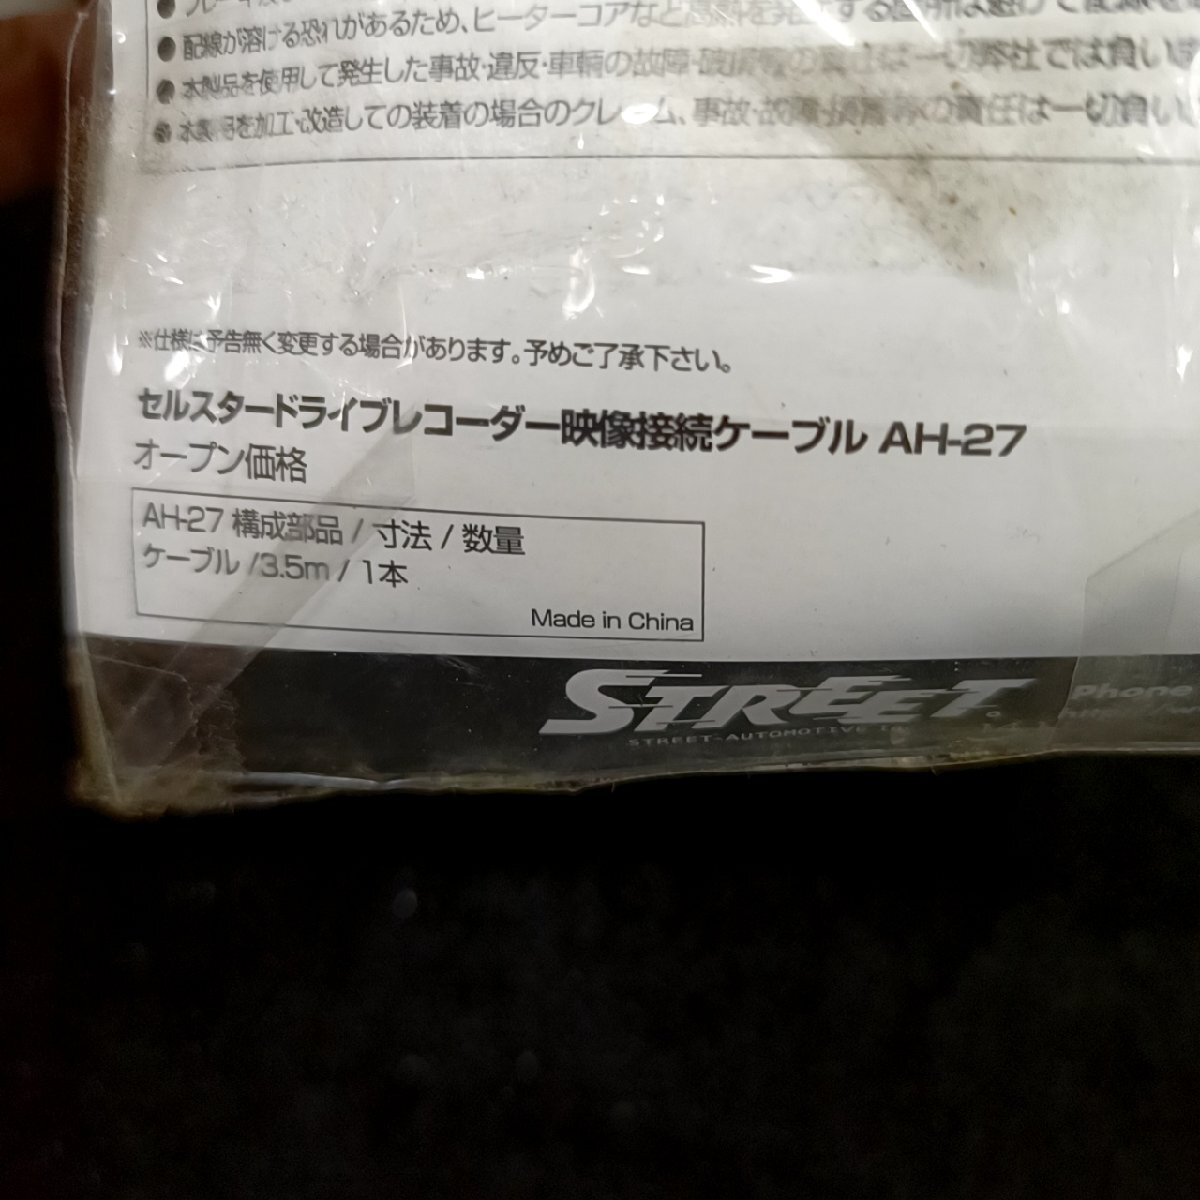 配線が溶ける恐れがあるため、ヒーターコアなど高熱を発生する箇所は避けて配線を
本製品を使用して発生した事故・違反・車輌の故障・破損等の責任は一切弊社では負い
本製品を加工・改造しての装着の場合のクレーム、事故・故障・損害等の責任は一切負い
※仕様は予告無く変更する場合があります。予めご了承下さい。
セルスタードライブレコーダー映像接続ケーブル AH-27
オープン価格
AH-27 構成部品 / 寸法 / 数量
ケーブル /3.5m / 1本
Made in China
STREET
Phone
STREET-AUTOMOTIVE